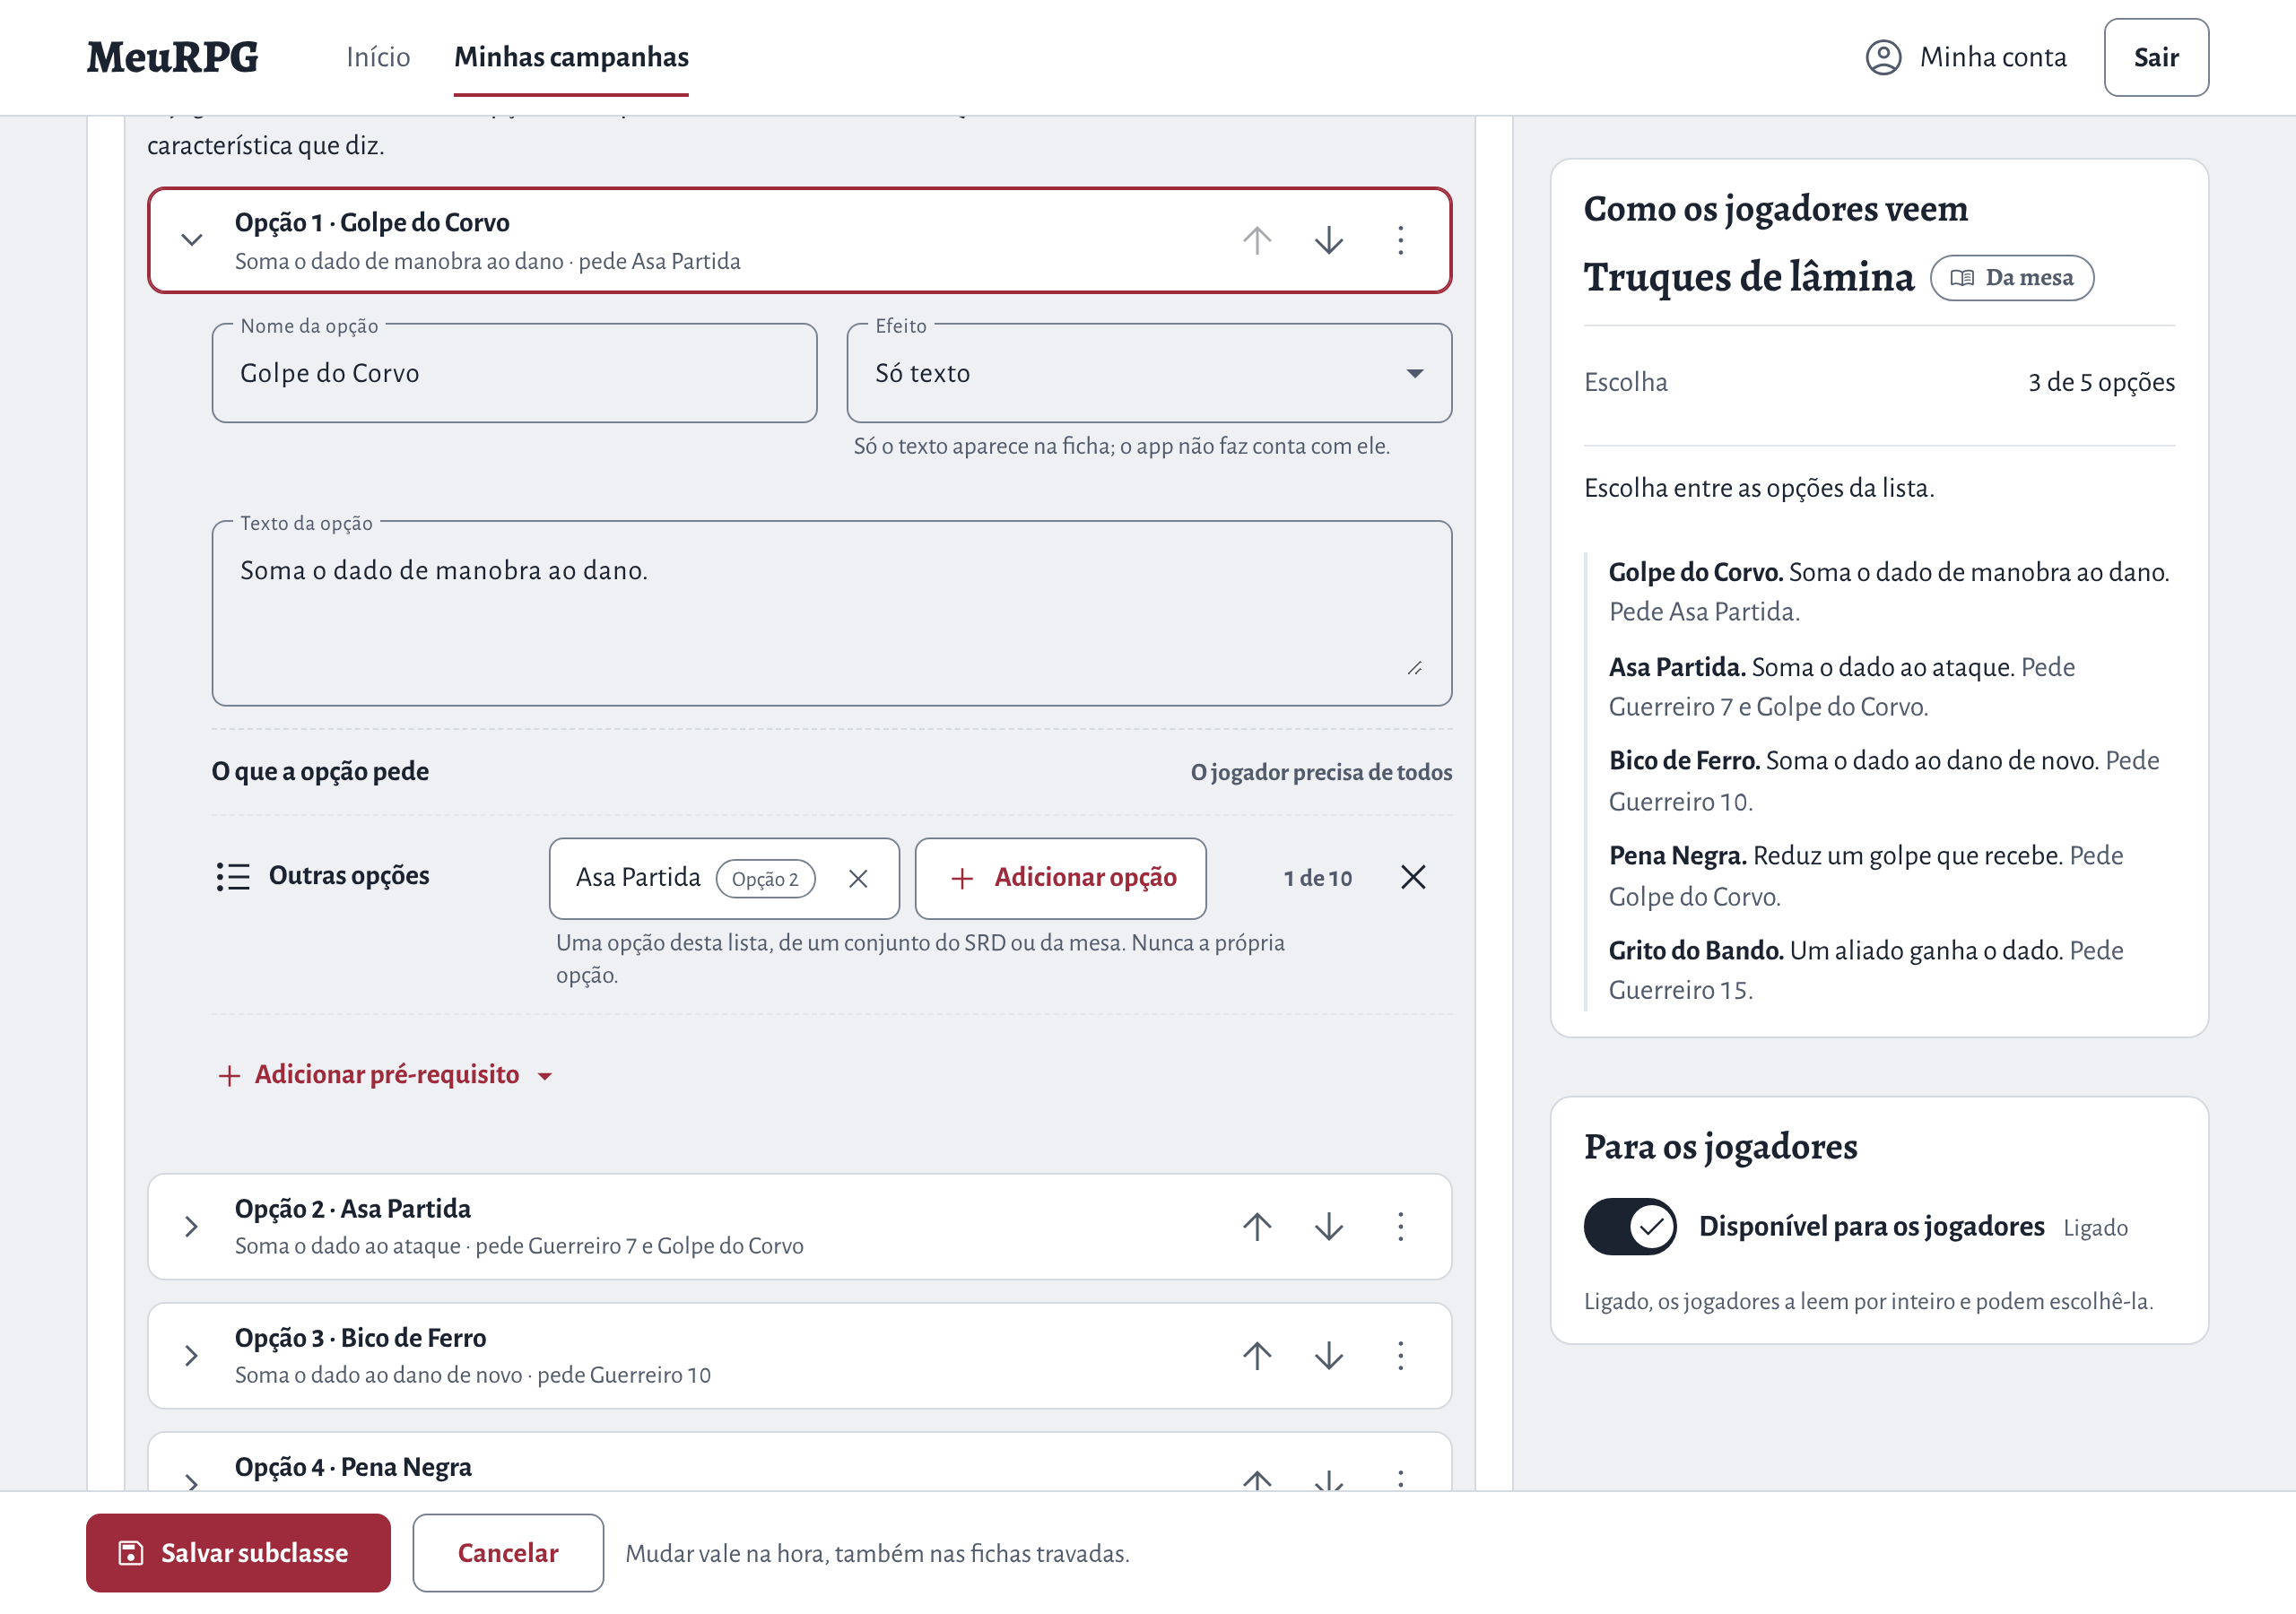 MeuRPG
Início
Minhas campanhas
Minha conta
Sair
característica que diz.
Opção 1 · Golpe do Corvo
Soma o dado de manobra ao dano · pede Asa Partida
Nome da opção
Golpe do Corvo
Efeito
Só texto
Só o texto aparece na ficha; o app não faz conta com ele.
Texto da opção
Soma o dado de manobra ao dano.
O que a opção pede
O jogador precisa de todos
Outras opções
Asa Partida
Opção 2
Adicionar opção
1 de 10
Uma opção desta lista, de um conjunto do SRD ou da mesa. Nunca a própria
opção.
Adicionar pré-requisito
Opção 2 · Asa Partida
Soma o dado ao ataque · pede Guerreiro 7 e Golpe do Corvo
Opção 3 · Bico de Ferro
Soma o dado ao dano de novo · pede Guerreiro 10
Opção 4 · Pena Negra
Como os jogadores veem
Truques de lâmina
Da mesa
Escolha
3 de 5 opções
Escolha entre as opções da lista.
Golpe do Corvo. Soma o dado de manobra ao dano.
Pede Asa Partida.
Asa Partida. Soma o dado ao ataque. Pede
Guerreiro 7 e Golpe do Corvo.
Bico de Ferro. Soma o dado ao dano de novo. Pede
Guerreiro 10.
Pena Negra. Reduz um golpe que recebe. Pede
Golpe do Corvo.
Grito do Bando. Um aliado ganha o dado. Pede
Guerreiro 15.
Para os jogadores
Disponível para os jogadores
Ligado
Ligado, os jogadores a leem por inteiro e podem escolhê-la.
Salvar subclasse
Cancelar
Mudar vale na hora, também nas fichas travadas.